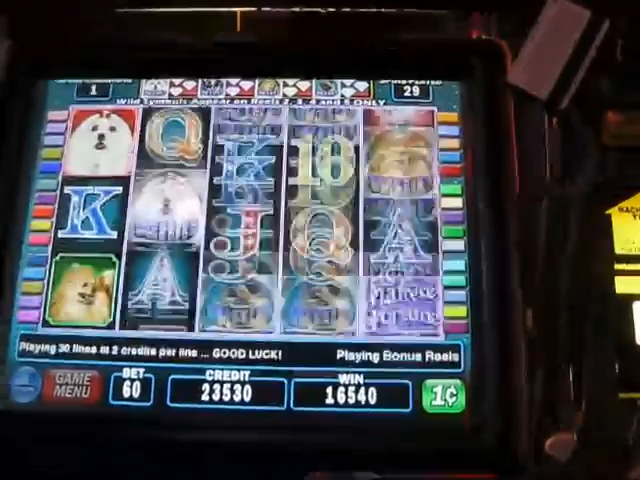 1
29
Wild Symbols Appear on Reels 2, 3, 4 and 5 ONLY
Q
K
10
K
J
Q
A
A
Fortune
Playing 30 lines at 2 credits per line ... GOOD LUCK!
Playing Bonus Reels
GAME MENU
BET
60
CREDIT
23530
WIN
16540
1¢